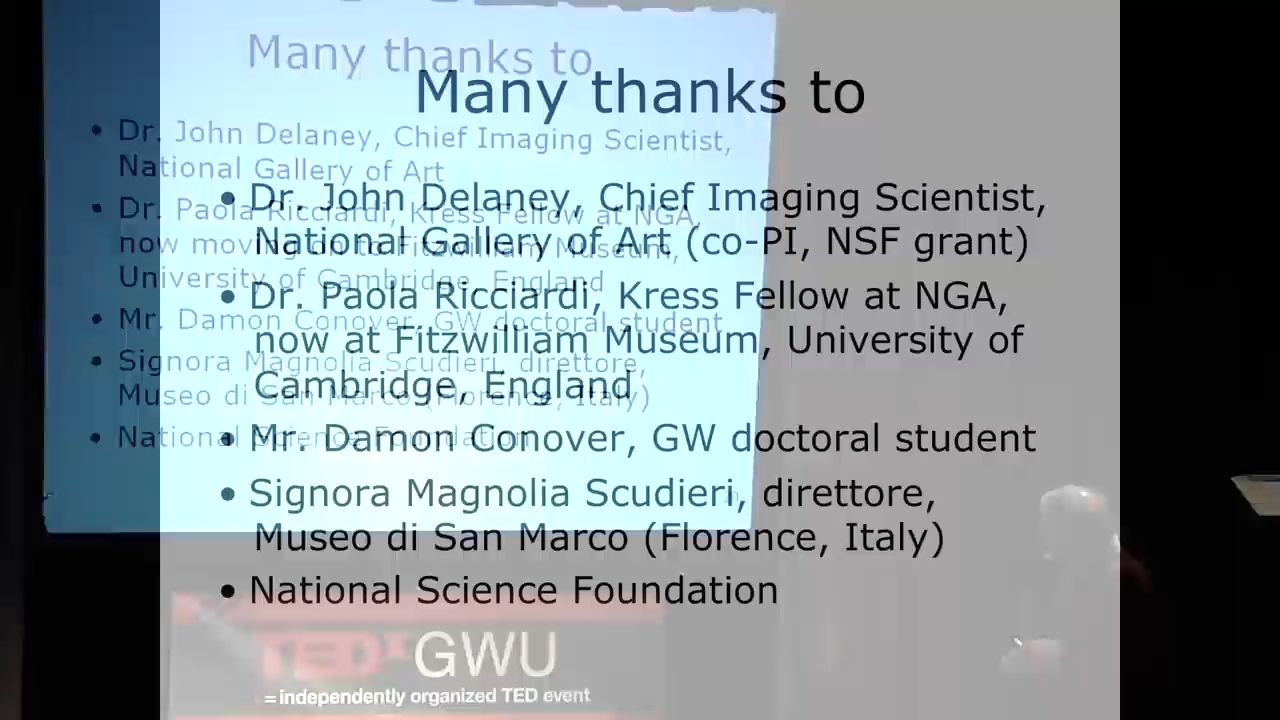 Many thanks to
• Dr. John Delaney, Chief Imaging Scientist,
National Gallery of Art
• Dr. Paola Ricciardi, Kress Fellow at NGA,
now moving on to Fitzwilliam Museum,
University of Cambridge, England
• Mr. Damon Conover, GW doctoral student
• Signora Magnolia Scudieri, direttore,
Museo di San Marco (Florence, Italy)
• National Science Foundation
Many thanks to
• Dr. John Delaney, Chief Imaging Scientist,
National Gallery of Art (co-PI, NSF grant)
• Dr. Paola Ricciardi, Kress Fellow at NGA,
now at Fitzwilliam Museum, University of
Cambridge, England
• Mr. Damon Conover, GW doctoral student
• Signora Magnolia Scudieri, direttore,
Museo di San Marco (Florence, Italy)
• National Science Foundation
TEDxGWU
=independently organized TED event